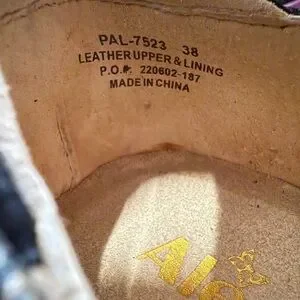 PAL-7523 38
LEATHER UPPER & LINING
P.O.#. 220602-187
MADE IN CHINA